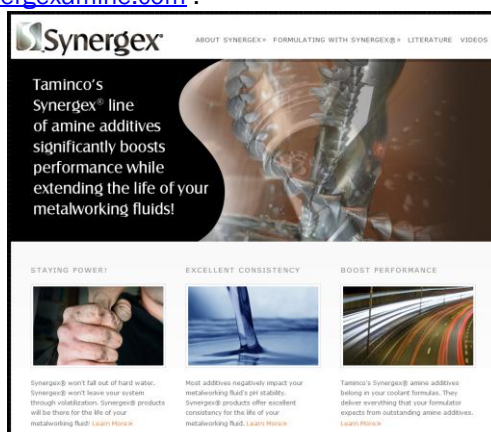 ergexamine.com .
Synergex
ABOUT SYNERGEX» FORMULATING WITH SYNERGEX®» LITERATURE VIDEOS
Taminco's
Synergex® line
of amine additives
significantly boosts
performance while
extending the life of your
metalworking fluids!
STAYING POWER!
Synergex® won't fall out of hard water.
Synergex® won't leave your system
through volatilization. Synergex® products
will be there for the life of your
metalworking fluid! Learn More»
EXCELLENT CONSISTENCY
Most additives negatively impact your
metalworking fluid's pH stability.
Synergex® products offer excellent
consistency for the life of your
metalworking fluid. Learn More»
BOOST PERFORMANCE
Taminco's Synergex® amine additives
belong in your coolant formulas. They
deliver everything that your formulator
expects from outstanding amine additives.
Learn More»